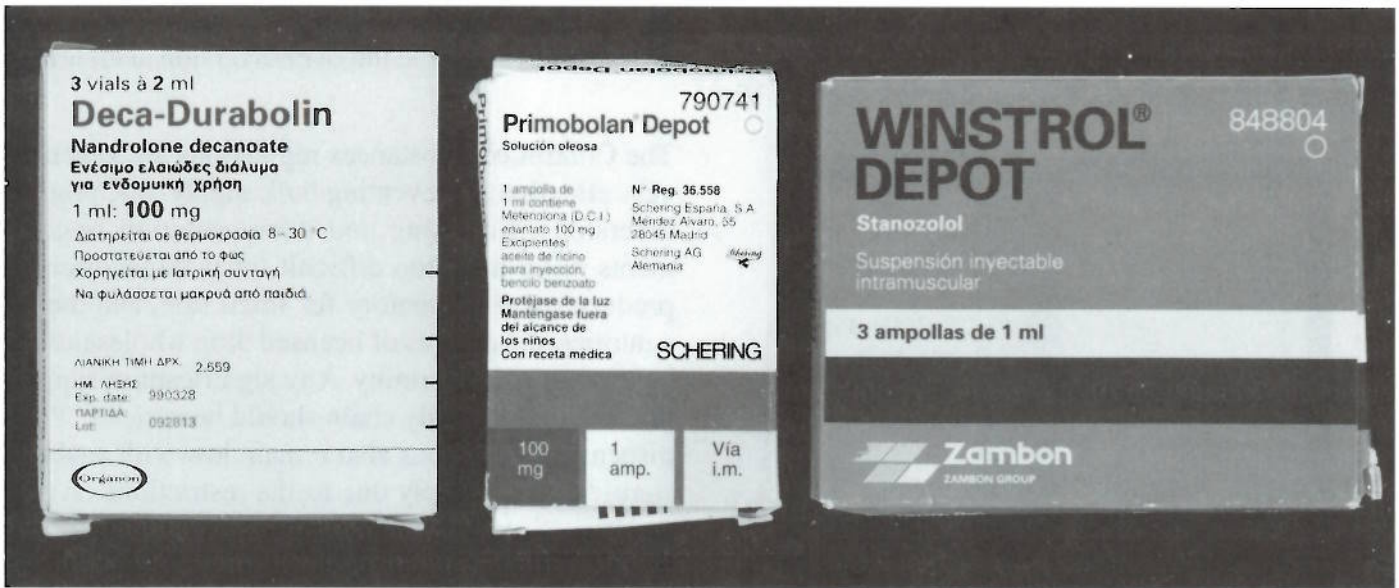 3 vials à 2 ml
Deca-Durabolin
Nandrolone decanoate
Ενέσιμο ελαιώδες διάλυμα
για ενδομυική χρήση
1 ml: 100 mg
Διατηρείται σε θερμοκρασία 8-30 °C
Προστατεύεται από το φως
Χορηγείται με Ιατρική συνταγή
Να φυλάσσεται μακρυά από παιδιά
ΛΙΑΝΙΚΗ ΤΙΜΗ ΔΡΧ. 2.559
ΗΜ. ΛΗΞΗΣ
Exp. date: 990328
ΠΑΡΤΙΔΑ:
Lot: 092813
Organon
Primobolan Depot
Primobolan
790741
Primobolan Depot
Solución oleosa
1 ampolla de
1 ml contiene
Metenolona (D.C.I.)
enantato 100 mg
Excipientes:
aceite de ricino
para inyección,
bencilo benzoato
Protéjase de la luz
Manténgase fuera
del alcance de
los niños
Con receta médica
N° Reg. 36.558
Schering España, S.A.
Méndez Alvaro, 55
28045 Madrid
Schering AG
Alemania
Schering
SCHERING
100
mg
1
amp.
Vía
i.m.
WINSTROL®
DEPOT
848804
Stanozolol
Suspensión inyectable
intramuscular
3 ampollas de 1 ml
Zambon
ZAMBON GROUP